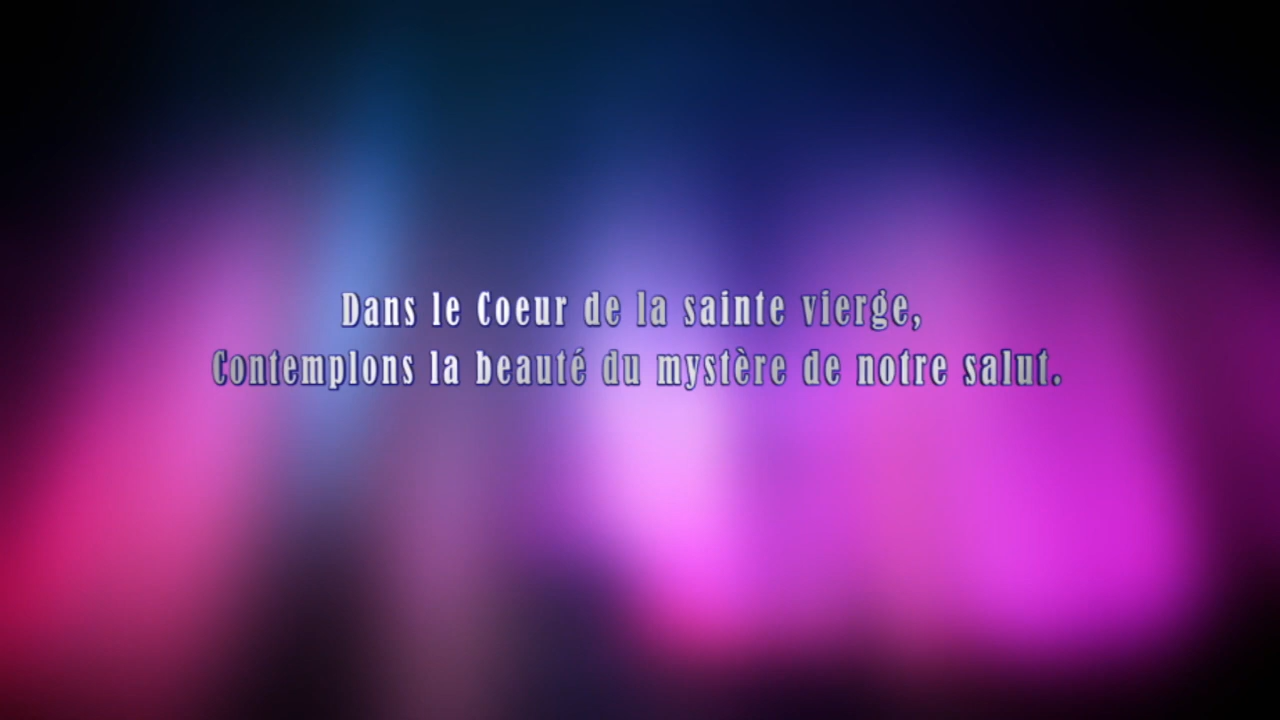 Dans le Coeur de la sainte vierge,
Contemplons la beauté du mystère de notre salut.